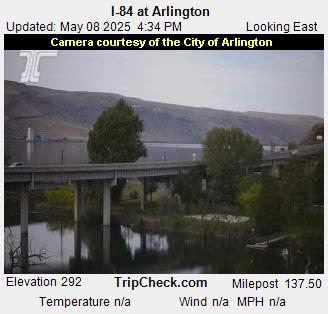 I-84 at Arlington
Updated: May 08 2025 4:34 PM Looking East
Camera courtesy of the City of Arlington
Elevation 292 TripCheck.com Milepost 137.50
Temperature n/a Wind n/a MPH n/a